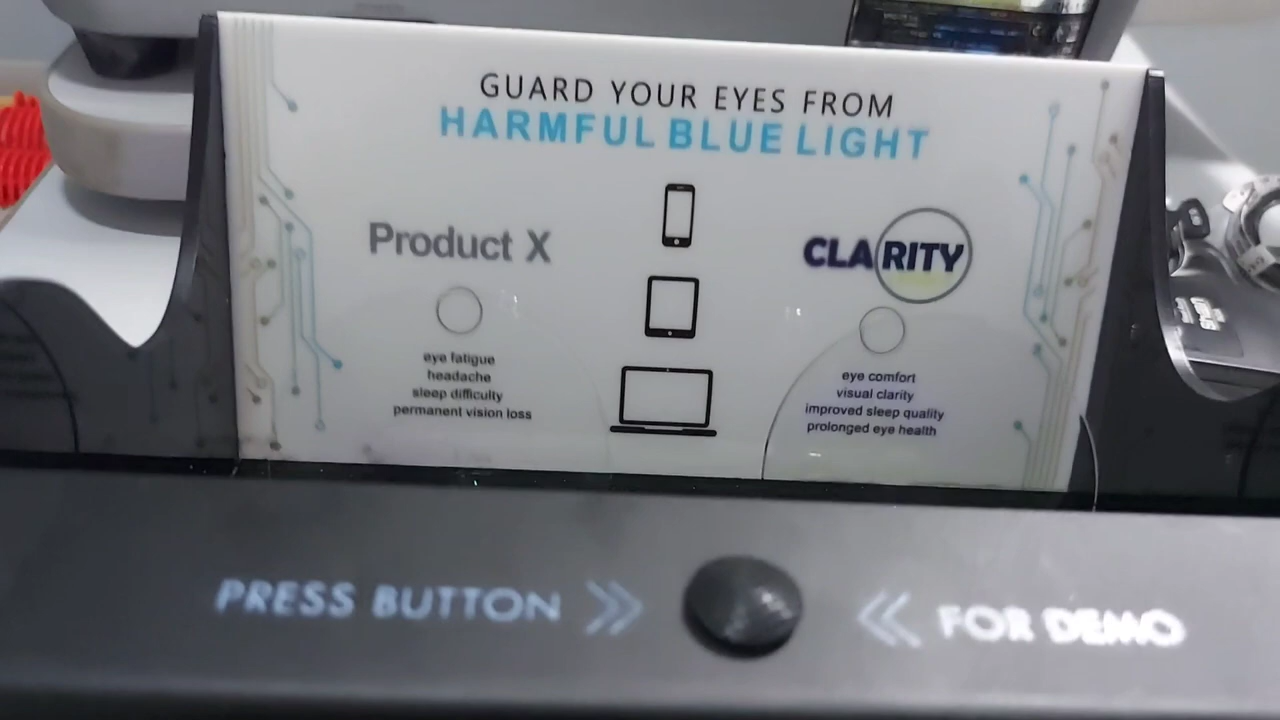 GUARD YOUR EYES FROM
HARMFUL BLUE LIGHT
Product X
eye fatigue
headache
sleep difficulty
permanent vision loss
CLARITY
eye comfort
visual clarity
improved sleep quality
prolonged eye health
PRESS BUTTON >> << FOR DEMO